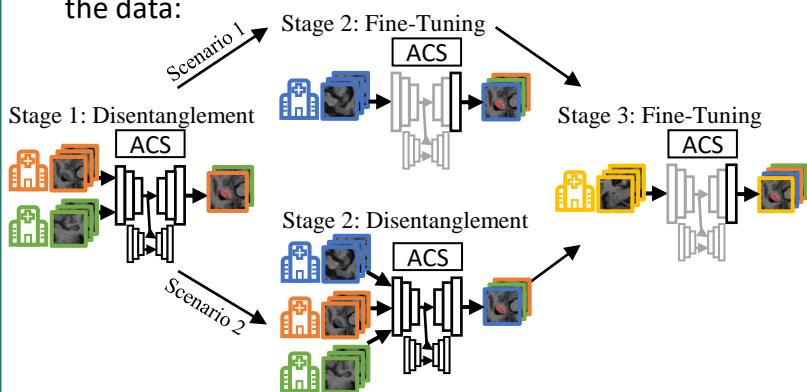 the data:
Scenario 1
Stage 2: Fine-Tuning
ACS
Stage 1: Disentanglement
ACS
Stage 3: Fine-Tuning
ACS
Stage 2: Disentanglement
ACS
Scenario 2